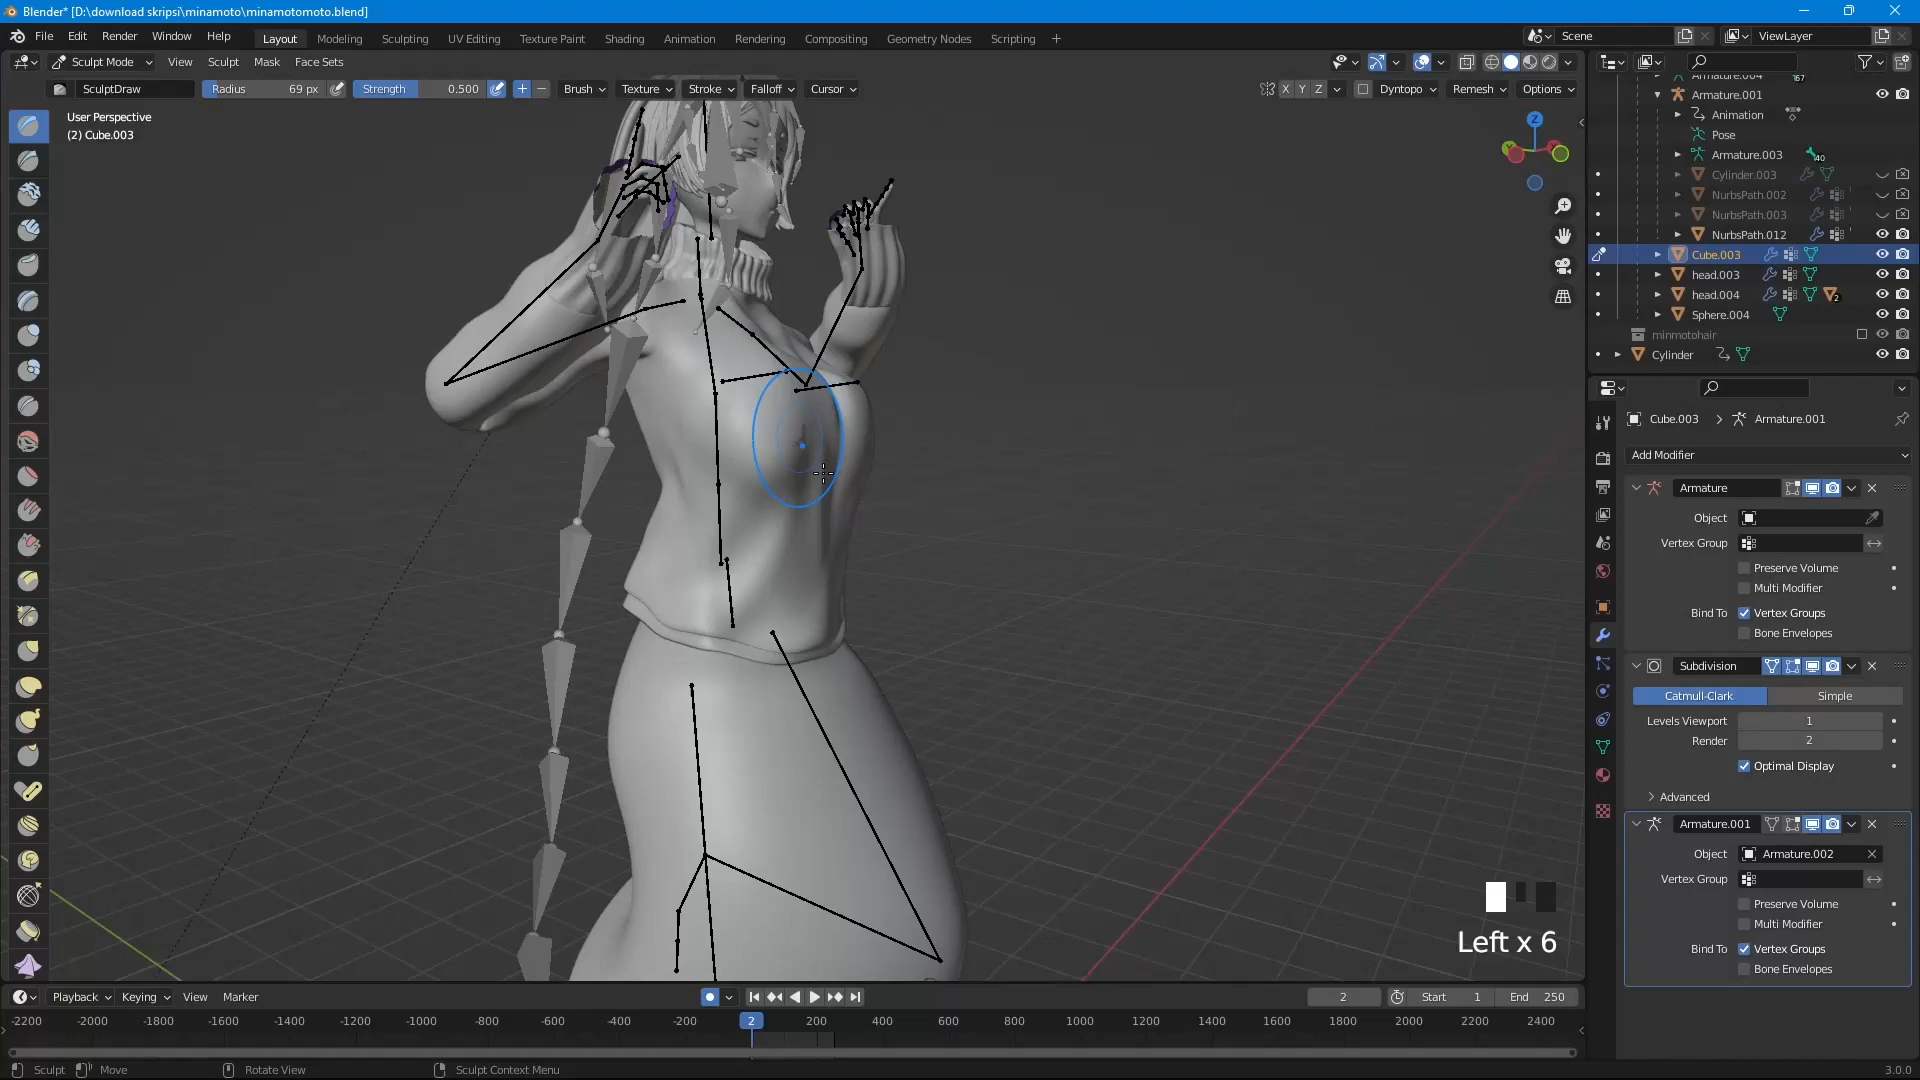 Blender* [D:\download skripsi\minamoto\minamotomoto.blend]
File Edit Render Window Help
Layout Modeling Sculpting UV Editing Texture Paint Shading Animation Rendering Compositing Geometry Nodes Scripting +
Scene
ViewLayer
Sculpt Mode View Sculpt Mask Face Sets
SculptDraw Radius 69 px Strength 0.500 + − Brush Texture Stroke Falloff Cursor X Y Z Dyntopo Remesh Options
User Perspective
(2) Cube.003
Z
Armature.004
Armature.001
Animation
Pose
Armature.003 40
Cylinder.003
NurbsPath.002
NurbsPath.003
NurbsPath.012
Cube.003
head.003
head.004 2
Sphere.004
minmotohair
Cylinder
Cube.003 > Armature.001
Add Modifier
Armature
Object
Vertex Group
Preserve Volume
Multi Modifier
Bind To Vertex Groups
Bone Envelopes
Subdivision
Catmull-Clark Simple
Levels Viewport 1
Render 2
Optimal Display
Advanced
Armature.001
Object Armature.002
Vertex Group
Preserve Volume
Multi Modifier
Bind To Vertex Groups
Bone Envelopes
Left x 6
Playback Keying View Marker
2 Start 1 End 250
-2200 -2000 -1800 -1600 -1400 -1200 -1000 -800 -600 -400 -200 2 200 400 600 800 1000 1200 1400 1600 1800 2000 2200 2400
Sculpt Move Rotate View Sculpt Context Menu 3.0.0